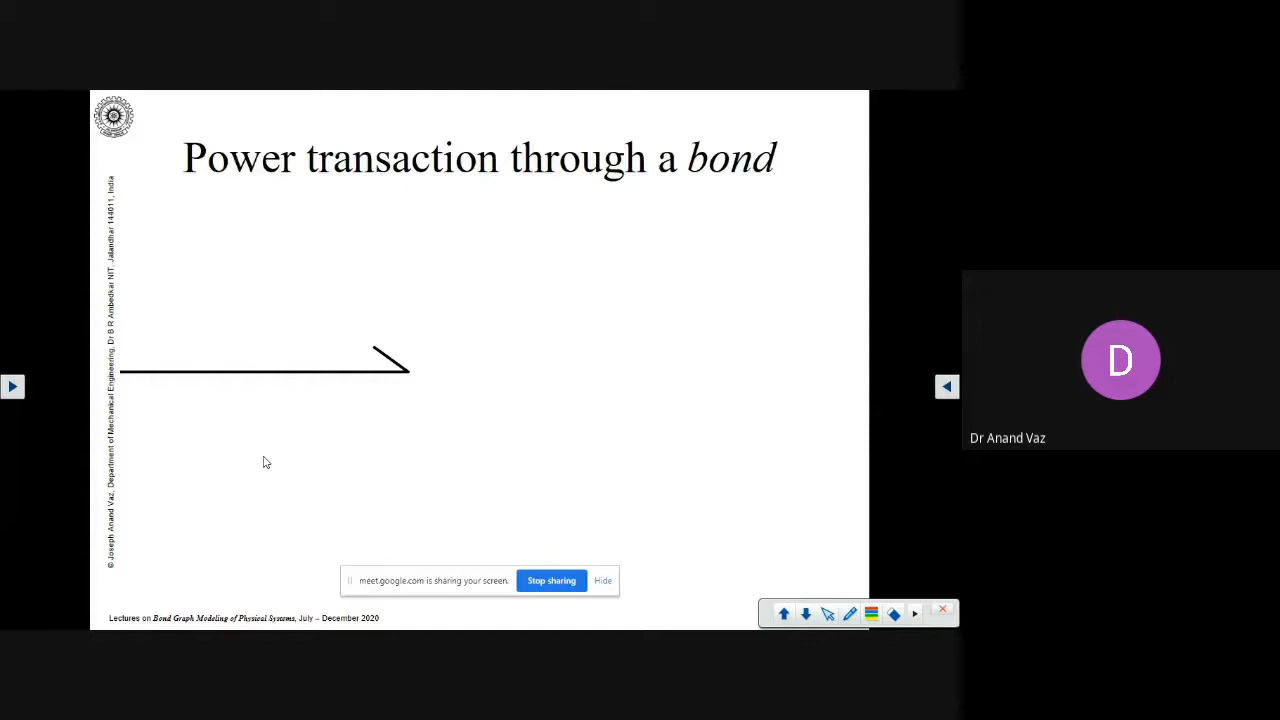 Power transaction through a bond
© Joseph Anand Vaz, Department of Mechanical Engineering, Dr B R Ambedkar NIT, Jalandhar 144011, India
D
Dr Anand Vaz
meet.google.com is sharing your screen.
Stop sharing
Hide
Lectures on Bond Graph Modeling of Physical Systems, July – December 2020